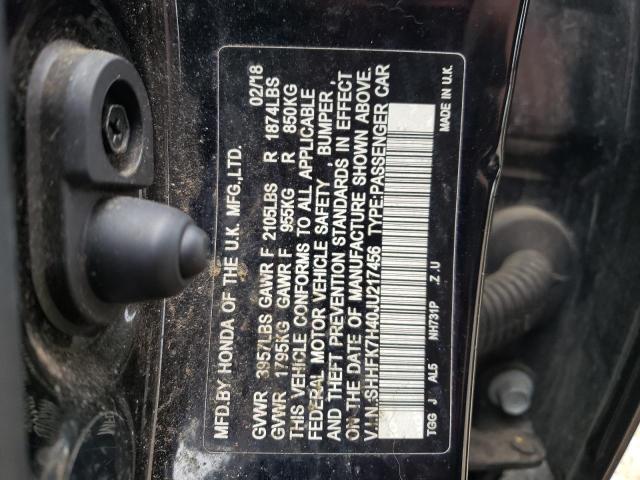 MFD.BY HONDA OF THE U.K. MFG.,LTD. 02/18
GVWR 3957LBS GAWR F 2105LBS R 1874LBS
GVWR 1795KG GAWR F 955KG R 850KG
THIS VEHICLE CONFORMS TO ALL APPLICABLE
FEDERAL MOTOR VEHICLE SAFETY , BUMPER ,
AND THEFT PREVENTION STANDARDS IN EFFECT
ON THE DATE OF MANUFACTURE SHOWN ABOVE.
V.I.N.:SHHFK7H40JU217456 TYPE:PASSENGER CAR
TGG J AL5 NH731P .Z.U MADE IN U.K.